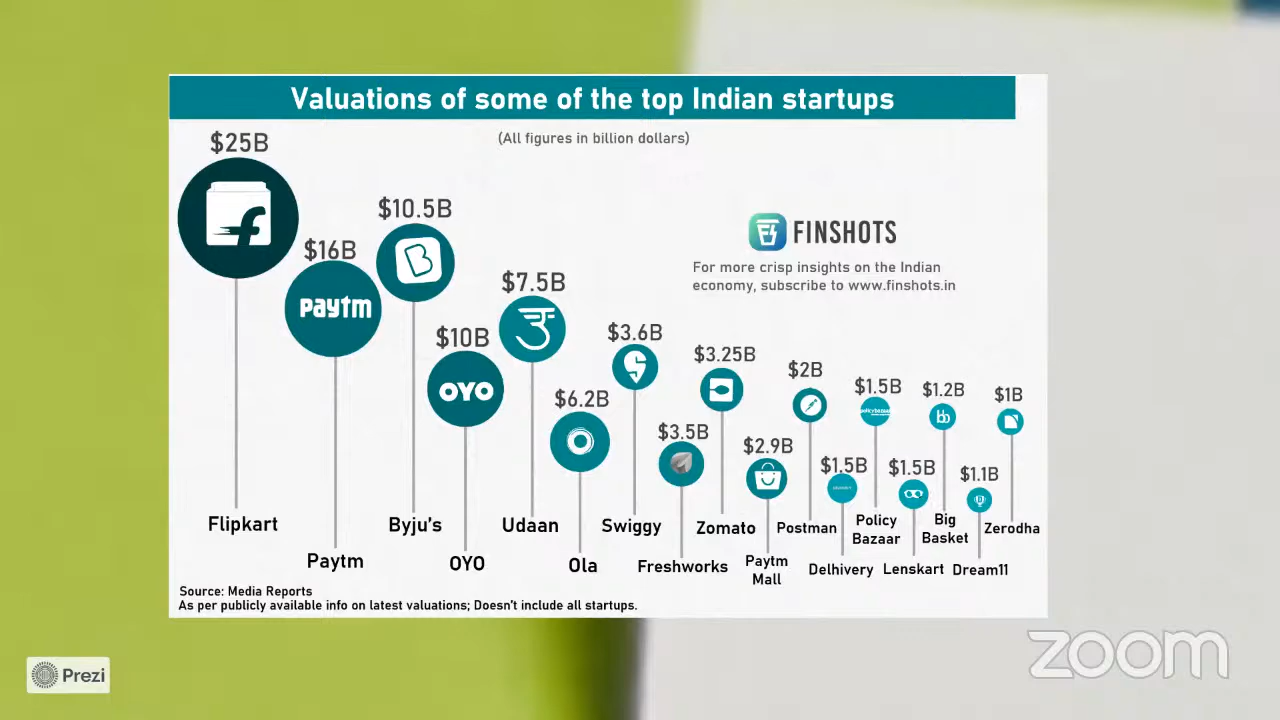 Valuations of some of the top Indian startups
(All figures in billion dollars)
$25B
$16B
paytm
$10.5B
B
$10B
OYO
$7.5B
उ
$6.2B
$3.6B
$3.5B
$3.25B
$2.9B
$2B
$1.5B
$1.5B
policybazaar
$1.5B
$1.2B
bb
$1.1B
$1B
FINSHOTS
For more crisp insights on the Indian
economy, subscribe to www.finshots.in
Flipkart
Paytm
Byju's
OYO
Udaan
Ola
Swiggy
Freshworks
Zomato
Paytm
Mall
Postman
Delhivery
Policy
Bazaar
Lenskart
Big
Basket
Dream11
Zerodha
Source: Media Reports
As per publicly available info on latest valuations; Doesn't include all startups.
Prezi
zoom